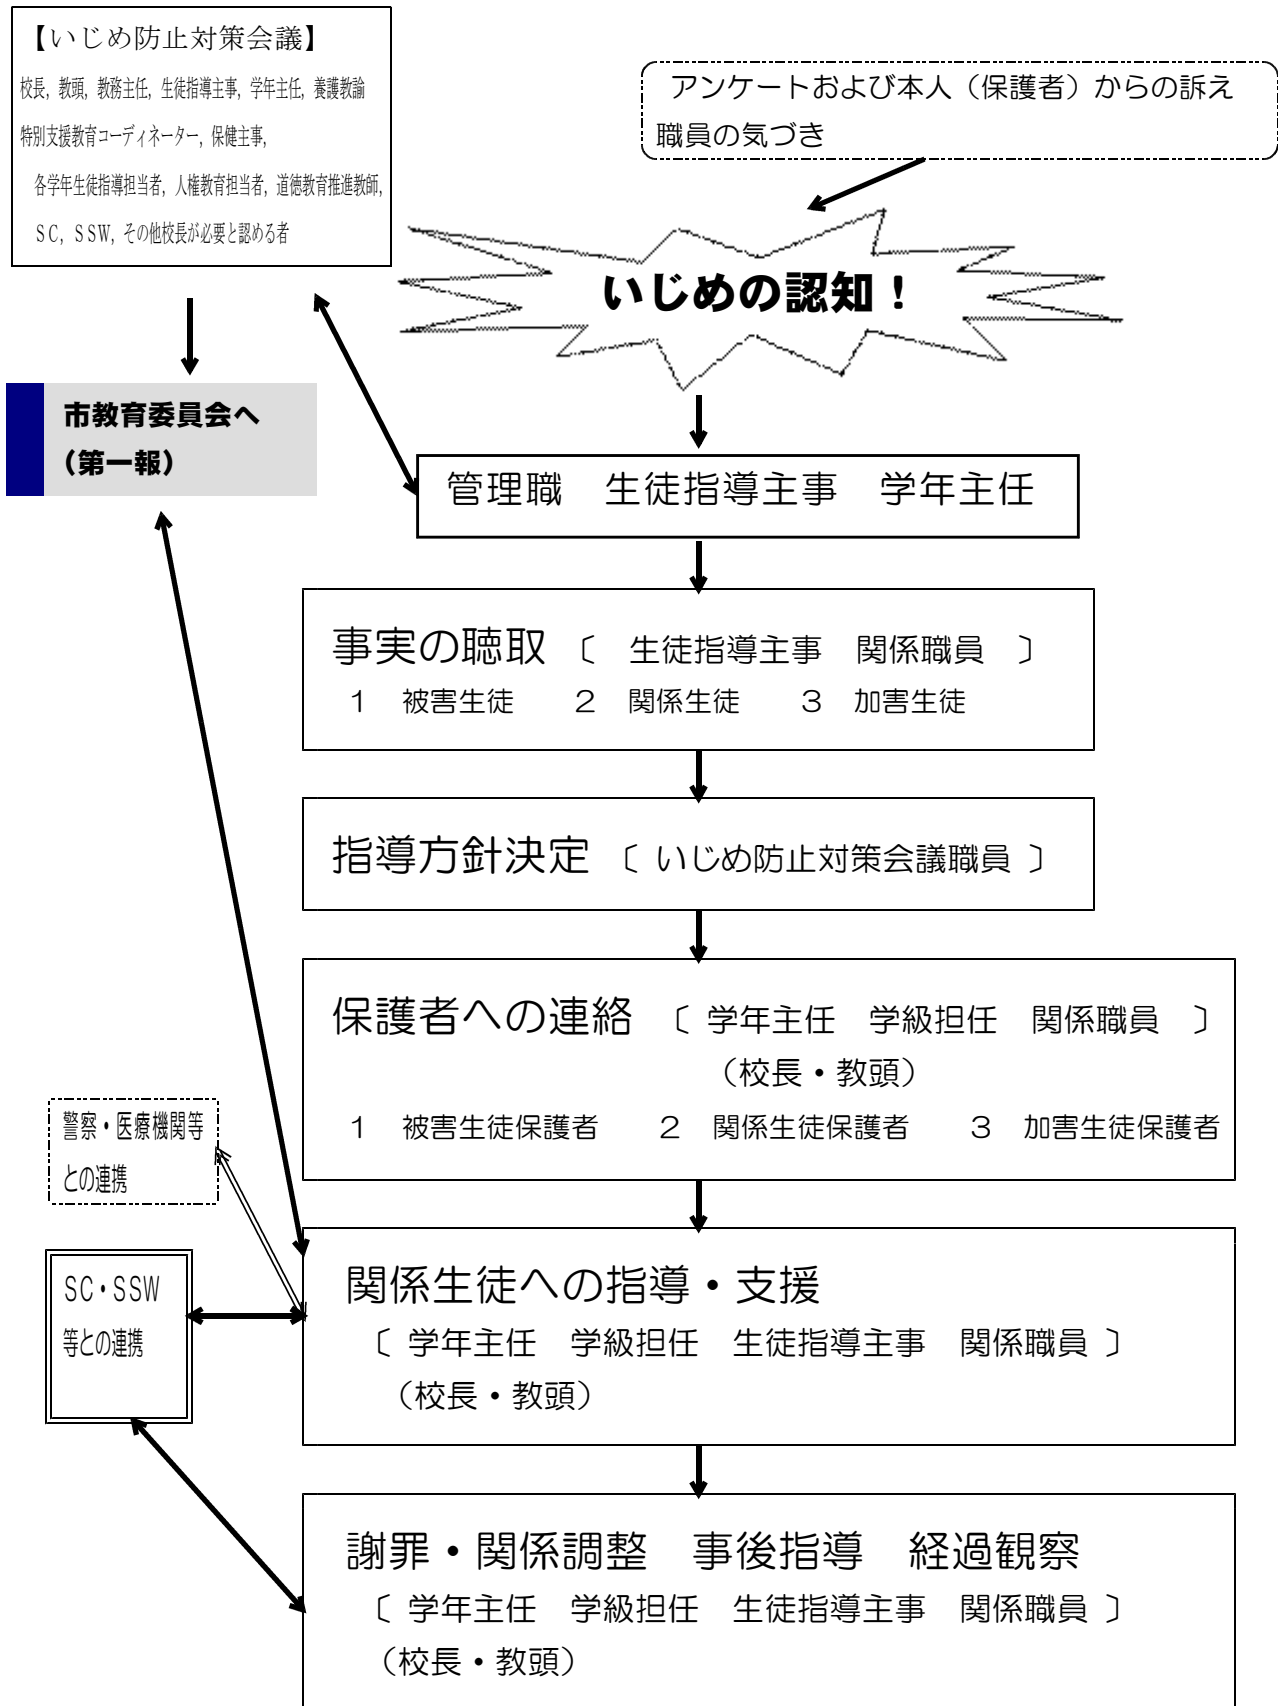 【いじめ防止対策会議】
校長，教頭，教務主任，生徒指導主事，学年主任，養護教諭
特別支援教育コーディネーター，保健主事，
各学年生徒指導担当者，人権教育担当者，道徳教育推進教師，
ＳＣ，ＳＳＷ，その他校長が必要と認める者
アンケートおよび本人（保護者）からの訴え
職員の気づき
いじめの認知！
市教育委員会へ
（第一報）
管理職　生徒指導主事　学年主任
事実の聴取〔　生徒指導主事　関係職員　〕
１　被害生徒　　２　関係生徒　　３　加害生徒
指導方針決定〔 いじめ防止対策会議職員 〕
保護者への連絡〔 学年主任　学級担任　関係職員　〕
（校長・教頭）
１　被害生徒保護者　　２　関係生徒保護者　　３　加害生徒保護者
警察・医療機関等
との連携
ＳＣ・ＳＳＷ
等との連携
関係生徒への指導・支援
〔 学年主任　学級担任　生徒指導主事　関係職員 〕
（校長・教頭）
謝罪・関係調整　事後指導　経過観察
〔 学年主任　学級担任　生徒指導主事　関係職員 〕
（校長・教頭）